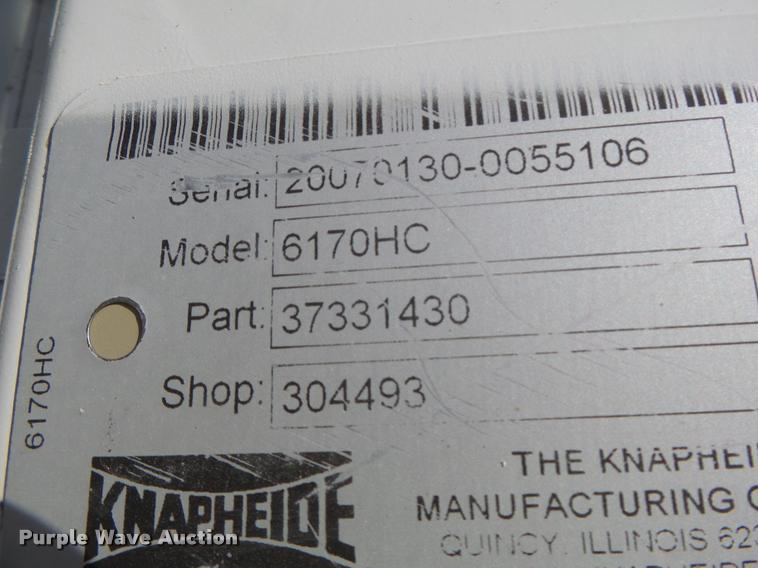 Serial: 20070130-0055106
Model: 6170HC
Part: 37331430
Shop: 304493
6170HC
KNAPHEIDE
THE KNAPHEI
MANUFACTURING
QUINCY, ILLINOIS 623
Purple Wave Auction